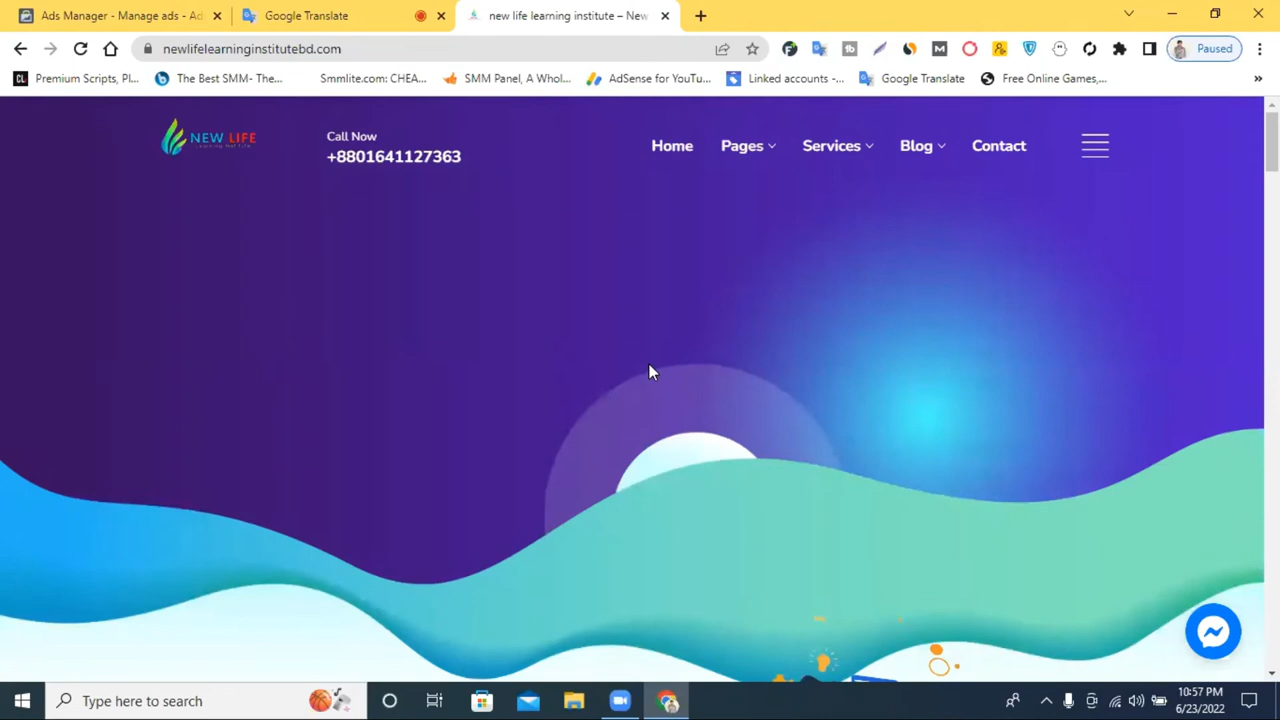 Ads Manager - Manage ads - Ad
Google Translate
new life learning institute – New
newlifelearninginstitutebd.com
Paused
Premium Scripts, Pl...
The Best SMM- The...
Smmlite.com: CHEA...
SMM Panel, A Whol...
AdSense for YouTu...
Linked accounts -...
Google Translate
Free Online Games,...
NEW LIFE
Learning Institute
Call Now
+8801641127363
Home
Pages
Services
Blog
Contact
Type here to search
10:57 PM
6/23/2022